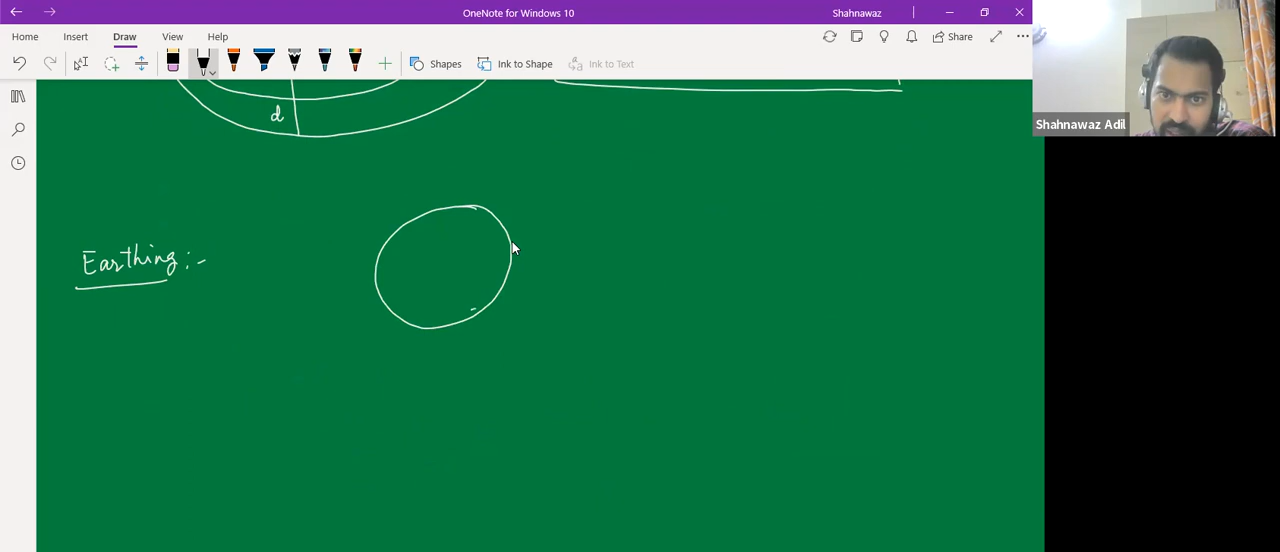 OneNote for Windows 10
Shahnawaz
Home Insert Draw View Help
Share
Shapes Ink to Shape Ink to Text
Shahnawaz Adil
d
Earthing :-